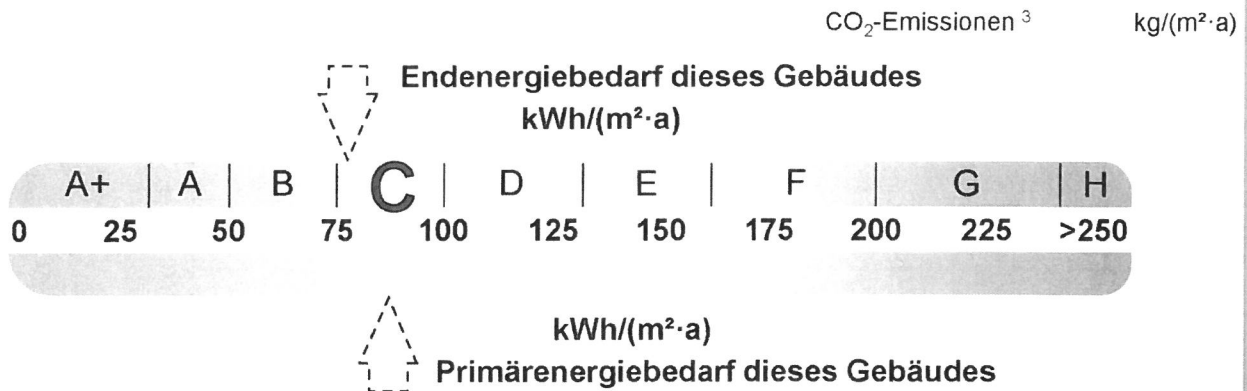 CO₂-Emissionen ³ kg/(m²·a)
Endenergiebedarf dieses Gebäudes
kWh/(m²·a)
A+ A B C D E F G H
0 25 50 75 100 125 150 175 200 225 >250
kWh/(m²·a)
Primärenergiebedarf dieses Gebäudes